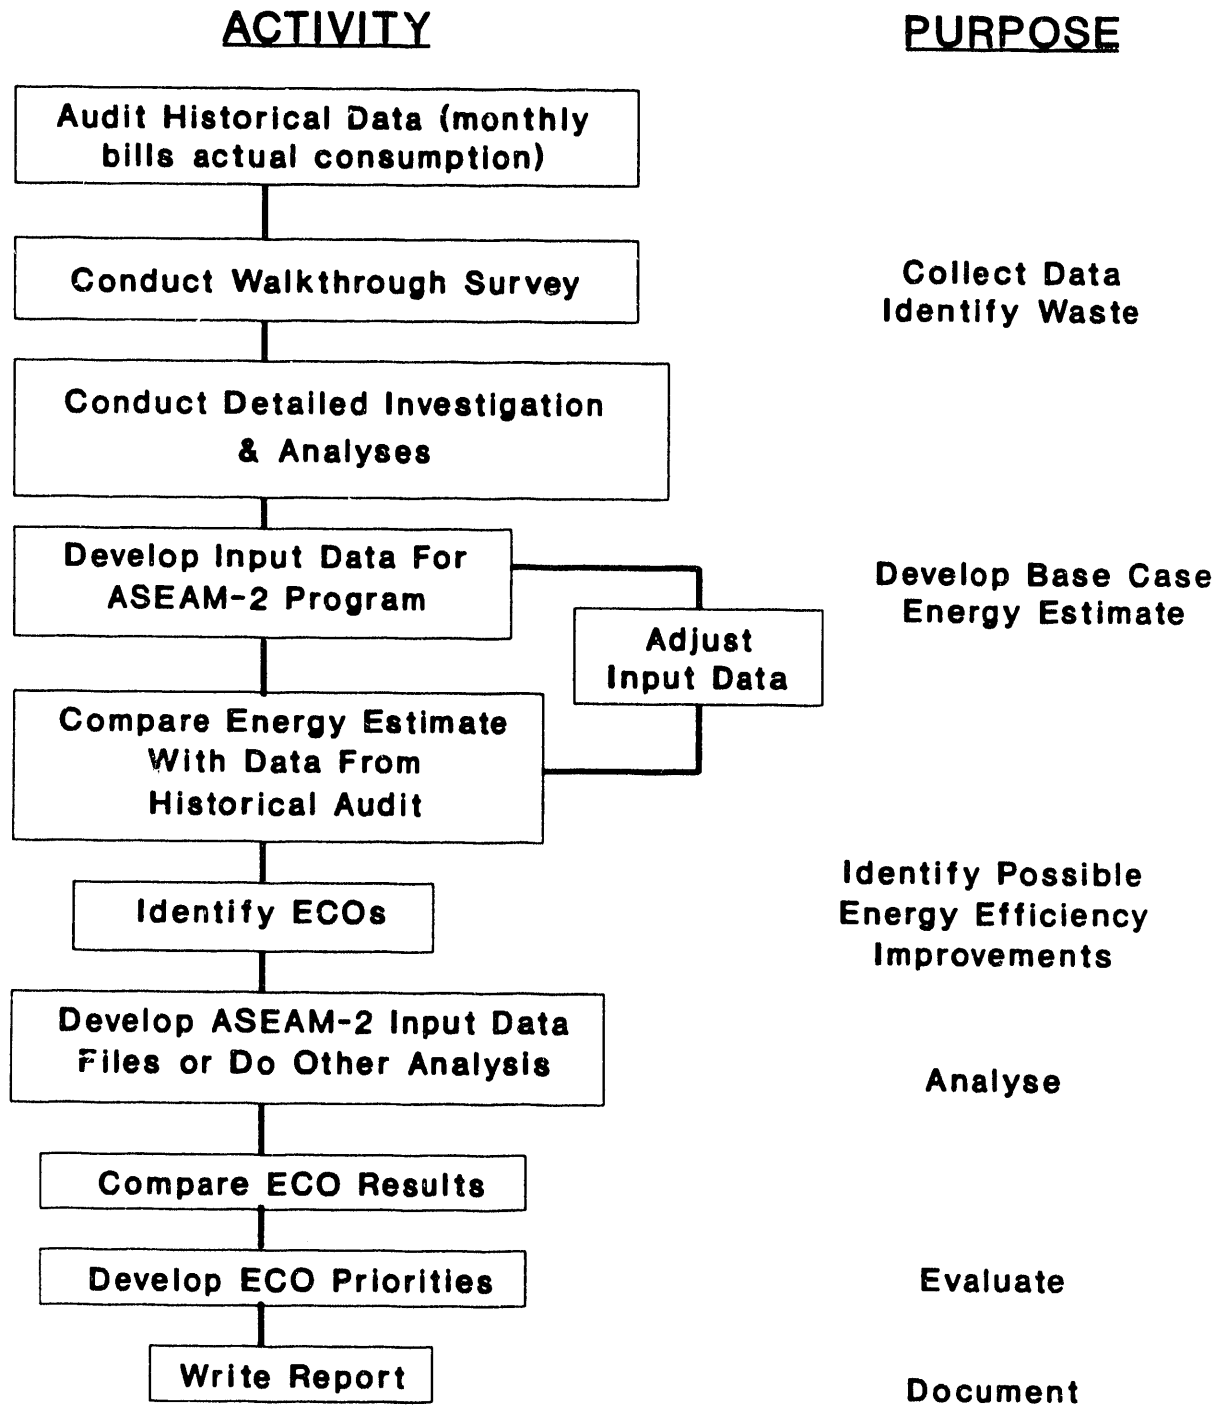 ACTIVITY
PURPOSE
Audit Historical Data (monthly
bills actual consumption)
Conduct Walkthrough Survey
Collect Data
Identify Waste
Conduct Detailed Investigation
& Analyses
Develop Input Data For
ASEAM-2 Program
Develop Base Case
Energy Estimate
Adjust
Input Data
Compare Energy Estimate
With Data From
Historical Audit
Identify ECOs
Identify Possible
Energy Efficiency
Improvements
Develop ASEAM-2 Input Data
Files or Do Other Analysis
Analyse
Compare ECO Results
Develop ECO Priorities
Evaluate
Write Report
Document